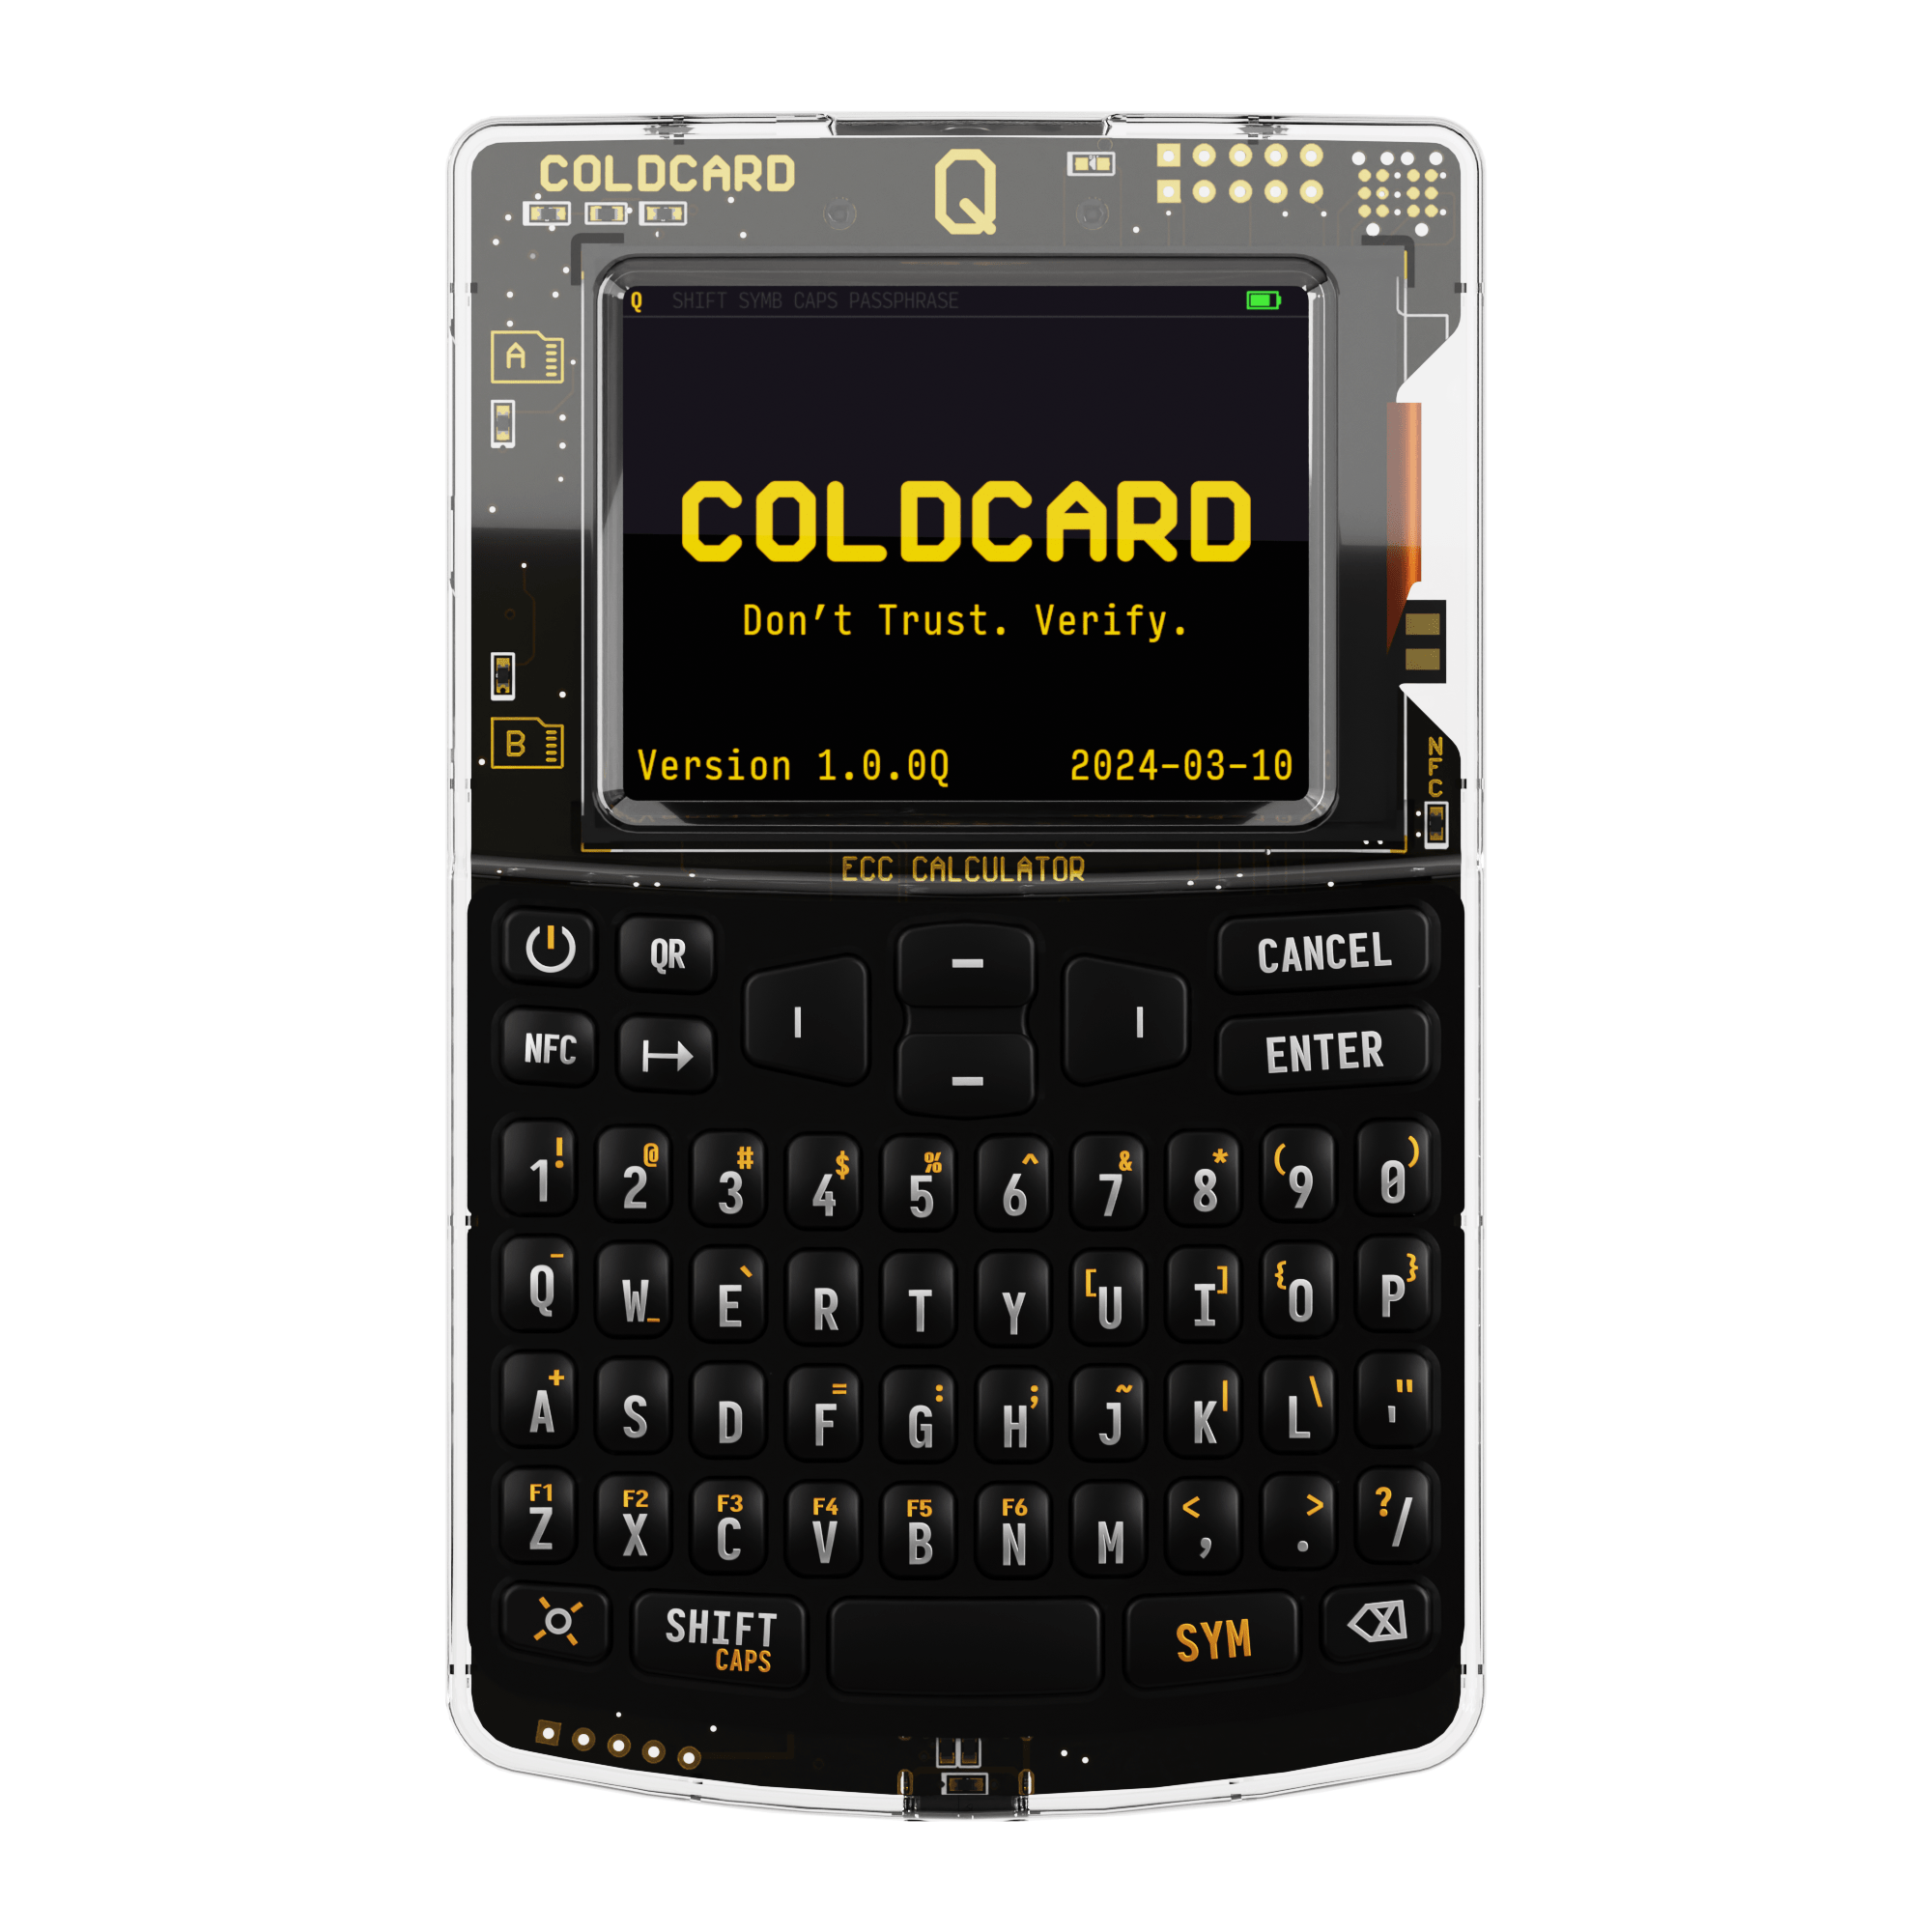 COLDCARD
Q
Q SHIFT SYMB CAPS PASSPHRASE
A
COLDCARD
Don't Trust. Verify.
B
Version 1.0.0Q 2024-03-10
NFC
ECC CALCULATOR
QR
CANCEL
NFC
ENTER
1 ! 2 @ 3 # 4 $ 5 % 6 ^ 7 & 8 * ( 9 0 )
Q - W _ E ` R T Y [ U I ] { O P }
A + S D F = G : H ; J ~ K | L \ ' "
F1 F2 F3 F4 F5 F6 < > ?
Z X C V B N M , . /
SHIFT SYM
CAPS